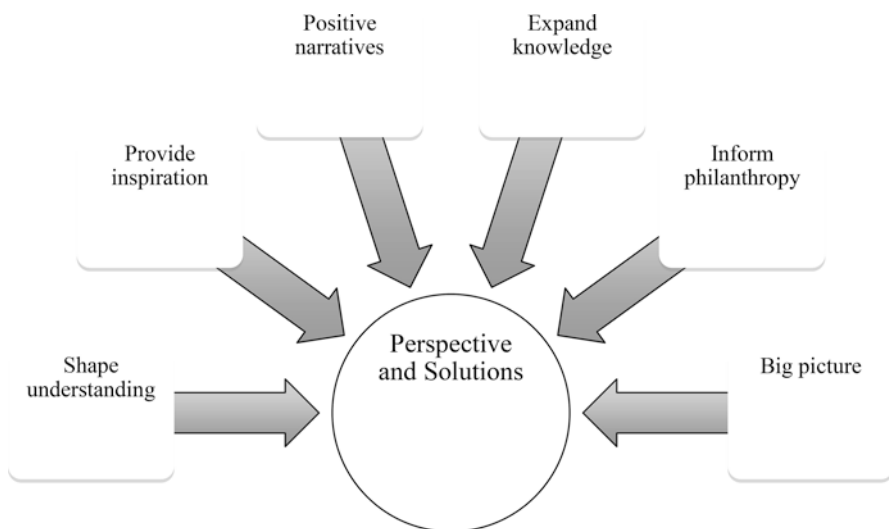 Positive
narratives
Expand
knowledge
Provide
inspiration
Inform
philanthropy
Shape
understanding
Perspective
and Solutions
Big picture